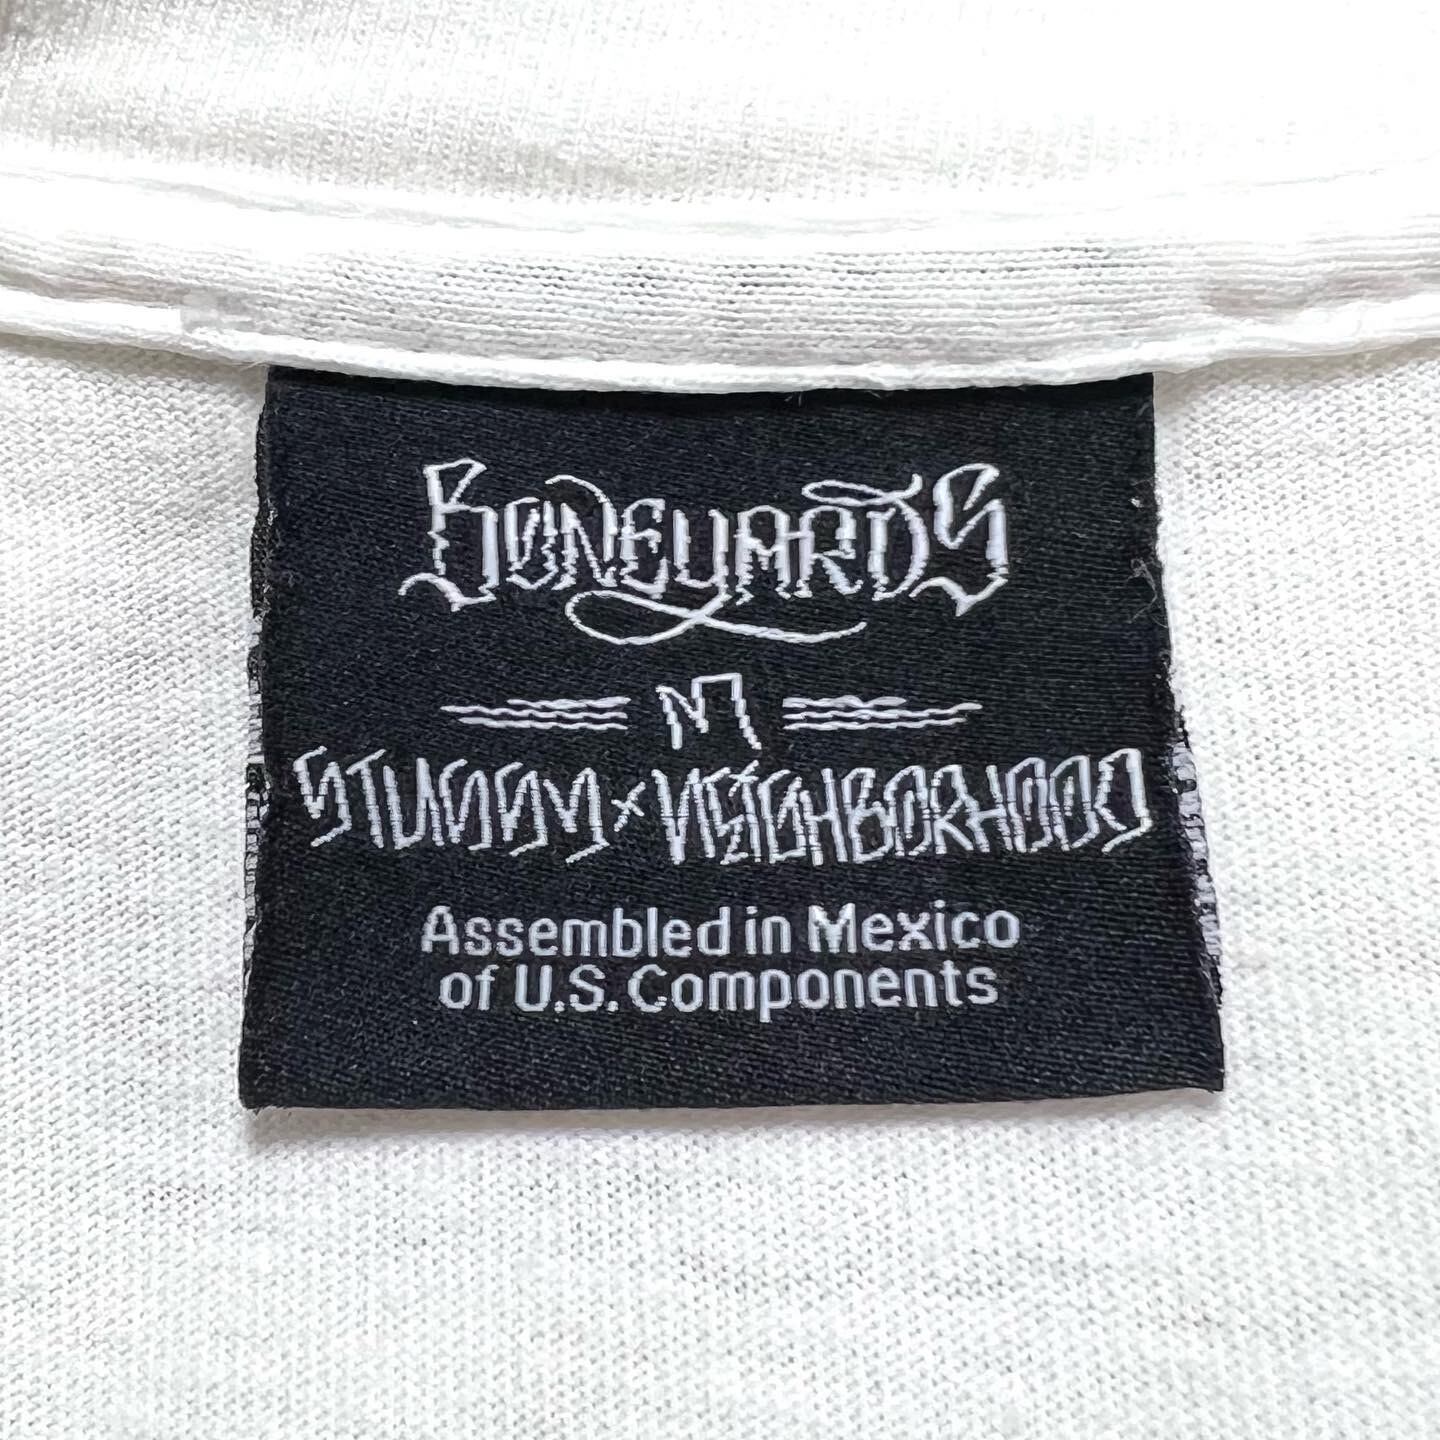 BONEYARDS
M
STUSSY × NEIGHBORHOOD
Assembled in Mexico
of U.S. Components